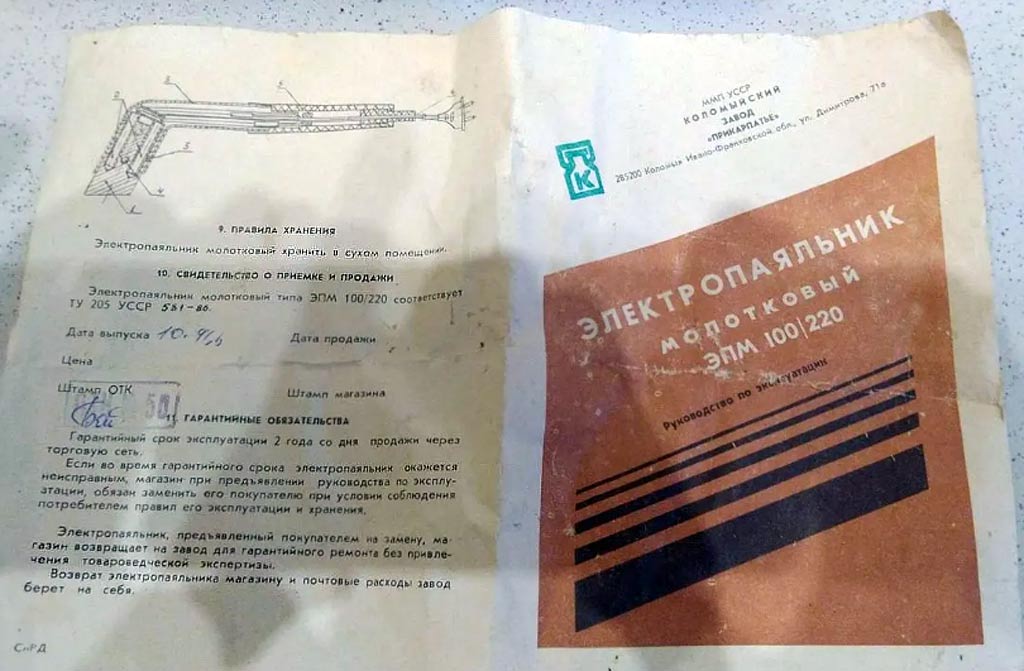 9. ПРАВИЛА ХРАНЕНИЯ
Электропаяльник молотковый хранить в сухом помещении.
10. СВИДЕТЕЛЬСТВО О ПРИЕМКЕ И ПРОДАЖИ
Электропаяльник молотковый типа ЭПМ 100/220 соответствует
ТУ 205 УССР 551-86.
Дата выпуска 10. Дата продажи
Цена
Штамп ОТК Штамп магазина
50
11. ГАРАНТИЙНЫЕ ОБЯЗАТЕЛЬСТВА
Гарантийный срок эксплуатации 2 года со дня продажи через
торговую сеть.
Если во время гарантийного срока электропаяльник окажется
неисправным, магазин при предъявлении руководства по эксплу-
атации, обязан заменить его покупателю при условии соблюдения
потребителем правил его эксплуатации и хранения.
Электропаяльник, предъявленный покупателем на замену, ма-
газин возвращает на завод для гарантийного ремонта без привле-
чения товароведческой экспертизы.
Возврат электропаяльника магазину и почтовые расходы завод
берет на себя.
ММП УССР
КОЛОМЫЙСКИЙ
ЗАВОД
«ПРИКАРПАТЬЕ»
285200 Коломыя Ивано-Франковской обл., ул. Димитрова, 71а
К
ЭЛЕКТРОПАЯЛЬНИК
МОЛОТКОВЫЙ
ЭПМ 100/220
Руководство по эксплуатации